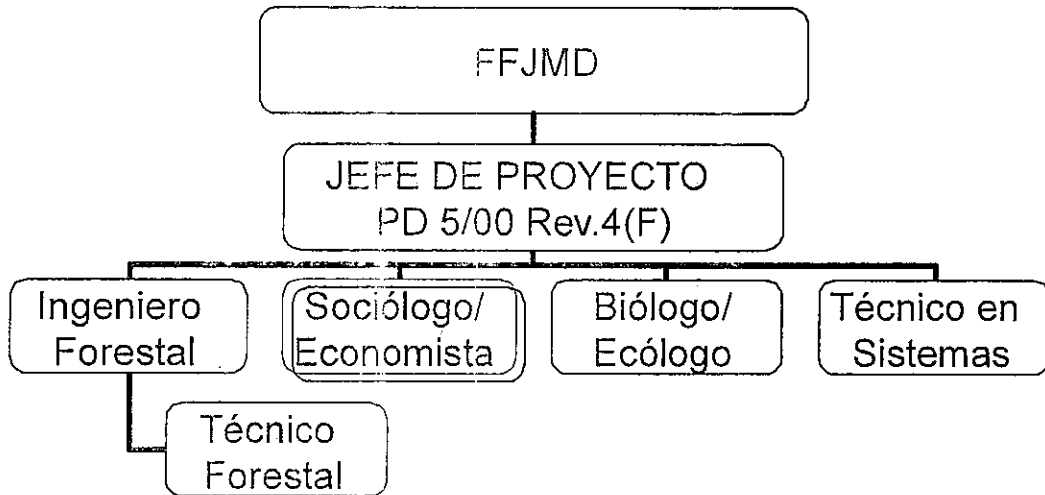 FFJMD
JEFE DE PROYECTO
PD 5/00 Rev.4(F)
Ingeniero
Forestal
Sociólogo/
Economista
Biólogo/
Ecólogo
Técnico en
Sistemas
Técnico
Forestal